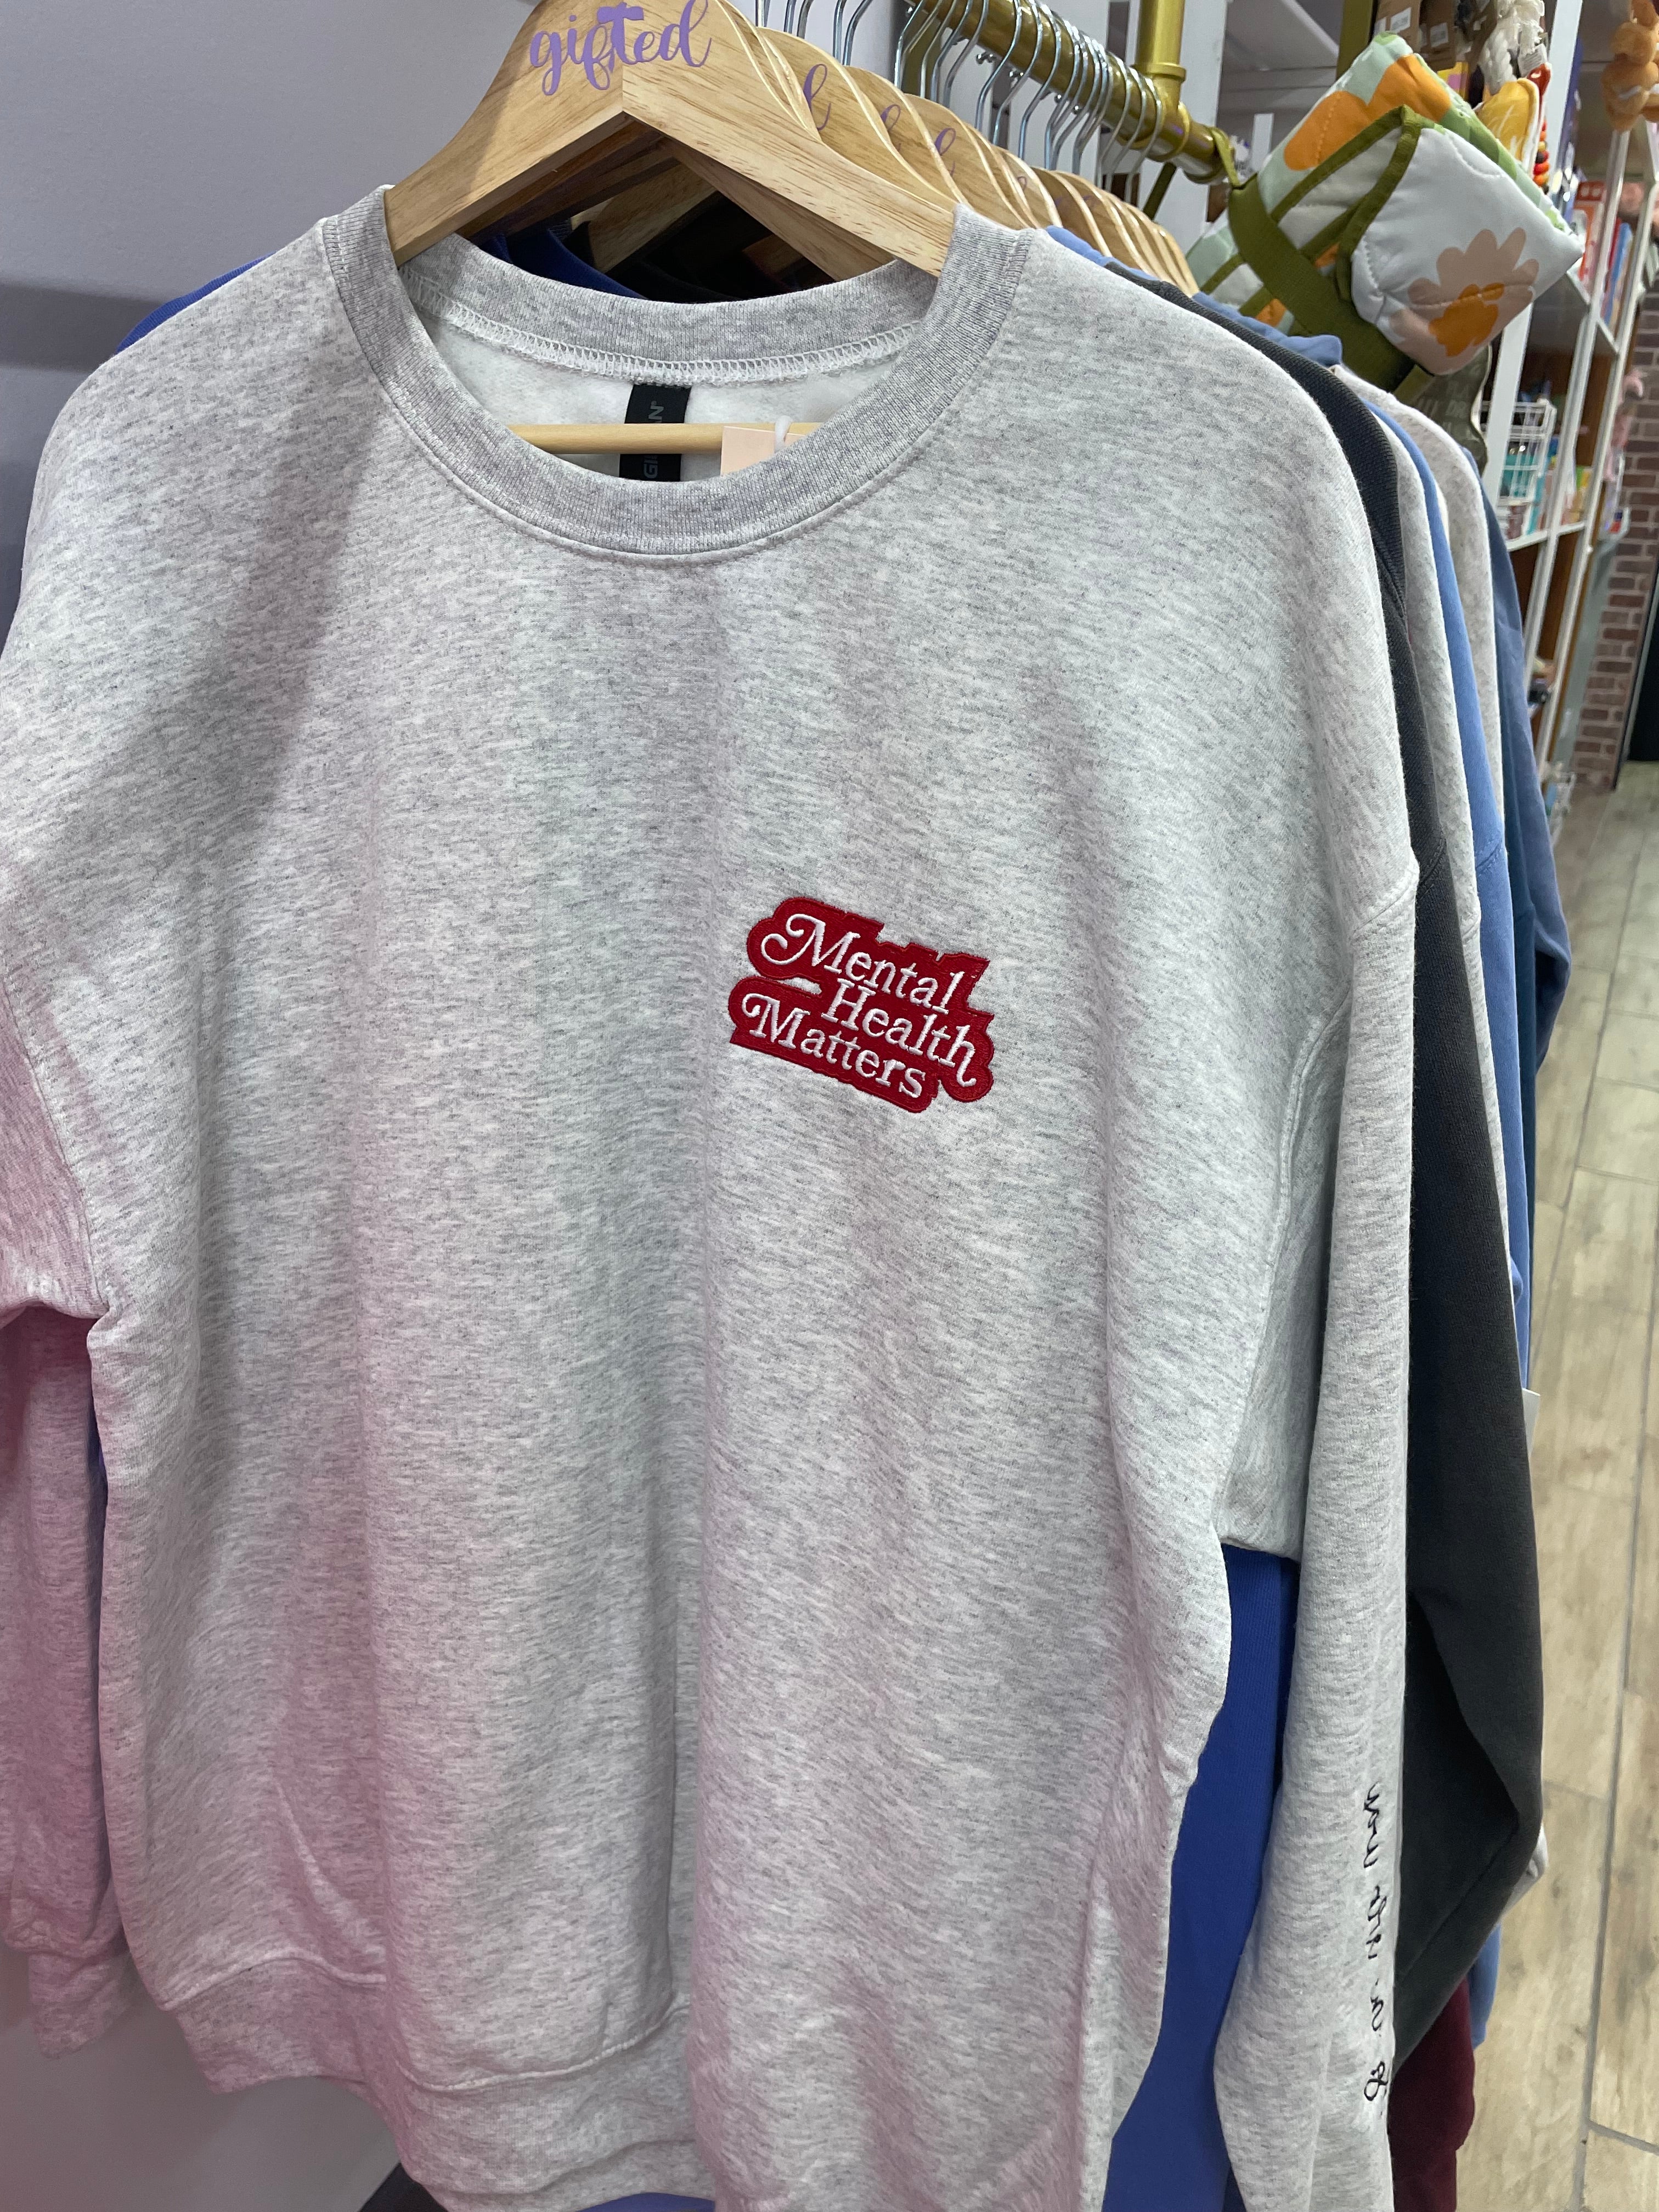 gifted
Mental
Health
Matters